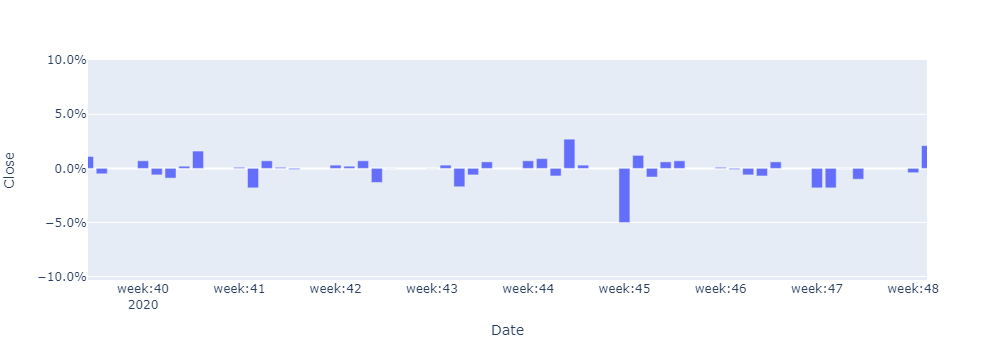 10.0%
5.0%
0.0%
−5.0%
−10.0%
Close
week:40 week:41 week:42 week:43 week:44 week:45 week:46 week:47 week:48
2020
Date